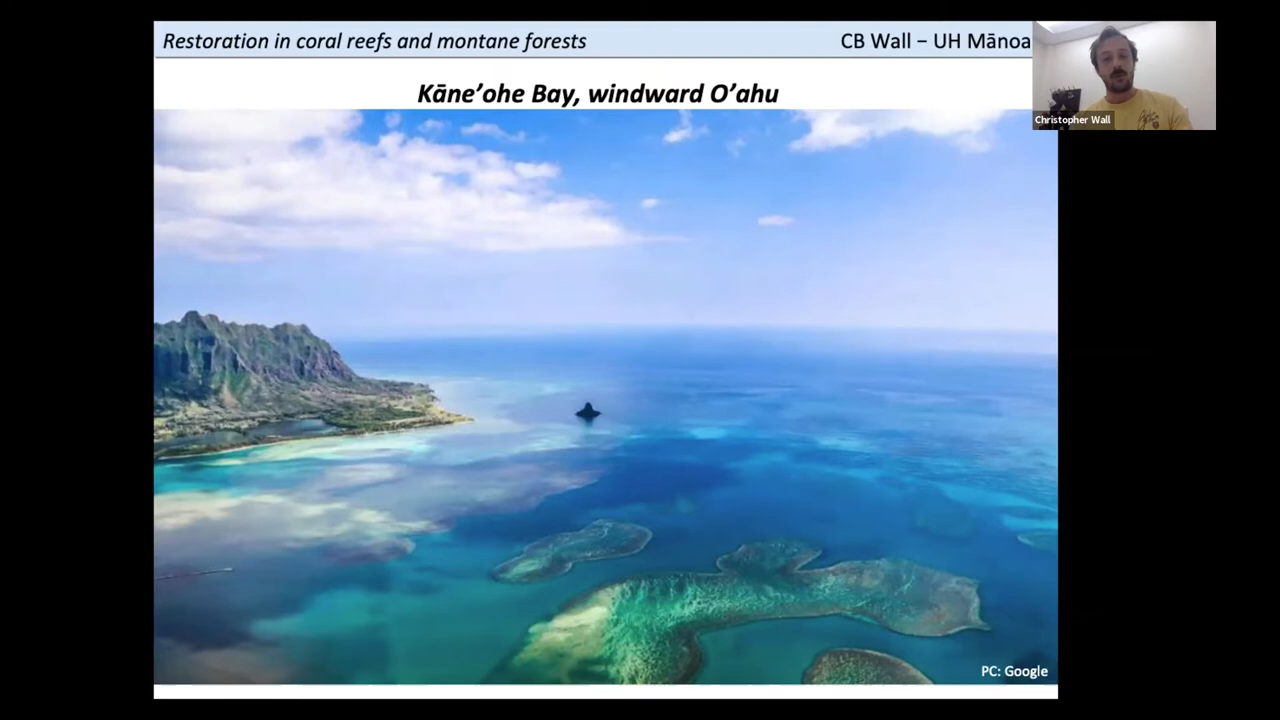 Restoration in coral reefs and montane forests
CB Wall – UH Mānoa
Christopher Wall
Kāne’ohe Bay, windward O’ahu
PC: Google